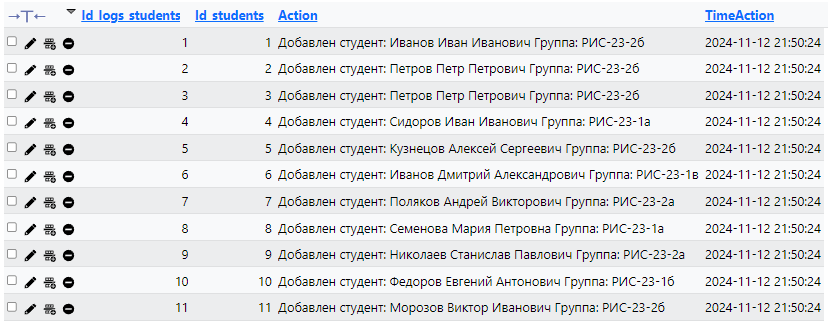 Id_logs_students Id_students Action TimeAction
1 1 Добавлен студент: Иванов Иван Иванович Группа: РИС-23-2б 2024-11-12 21:50:24
2 2 Добавлен студент: Петров Петр Петрович Группа: РИС-23-2б 2024-11-12 21:50:24
3 3 Добавлен студент: Петров Петр Петрович Группа: РИС-23-2б 2024-11-12 21:50:24
4 4 Добавлен студент: Сидоров Иван Иванович Группа: РИС-23-1а 2024-11-12 21:50:24
5 5 Добавлен студент: Кузнецов Алексей Сергеевич Группа: РИС-23-2б 2024-11-12 21:50:24
6 6 Добавлен студент: Иванов Дмитрий Александрович Группа: РИС-23-1в 2024-11-12 21:50:24
7 7 Добавлен студент: Поляков Андрей Викторович Группа: РИС-23-2а 2024-11-12 21:50:24
8 8 Добавлен студент: Семенова Мария Петровна Группа: РИС-23-1а 2024-11-12 21:50:24
9 9 Добавлен студент: Николаев Станислав Павлович Группа: РИС-23-2а 2024-11-12 21:50:24
10 10 Добавлен студент: Федоров Евгений Антонович Группа: РИС-23-1б 2024-11-12 21:50:24
11 11 Добавлен студент: Морозов Виктор Иванович Группа: РИС-23-2б 2024-11-12 21:50:24